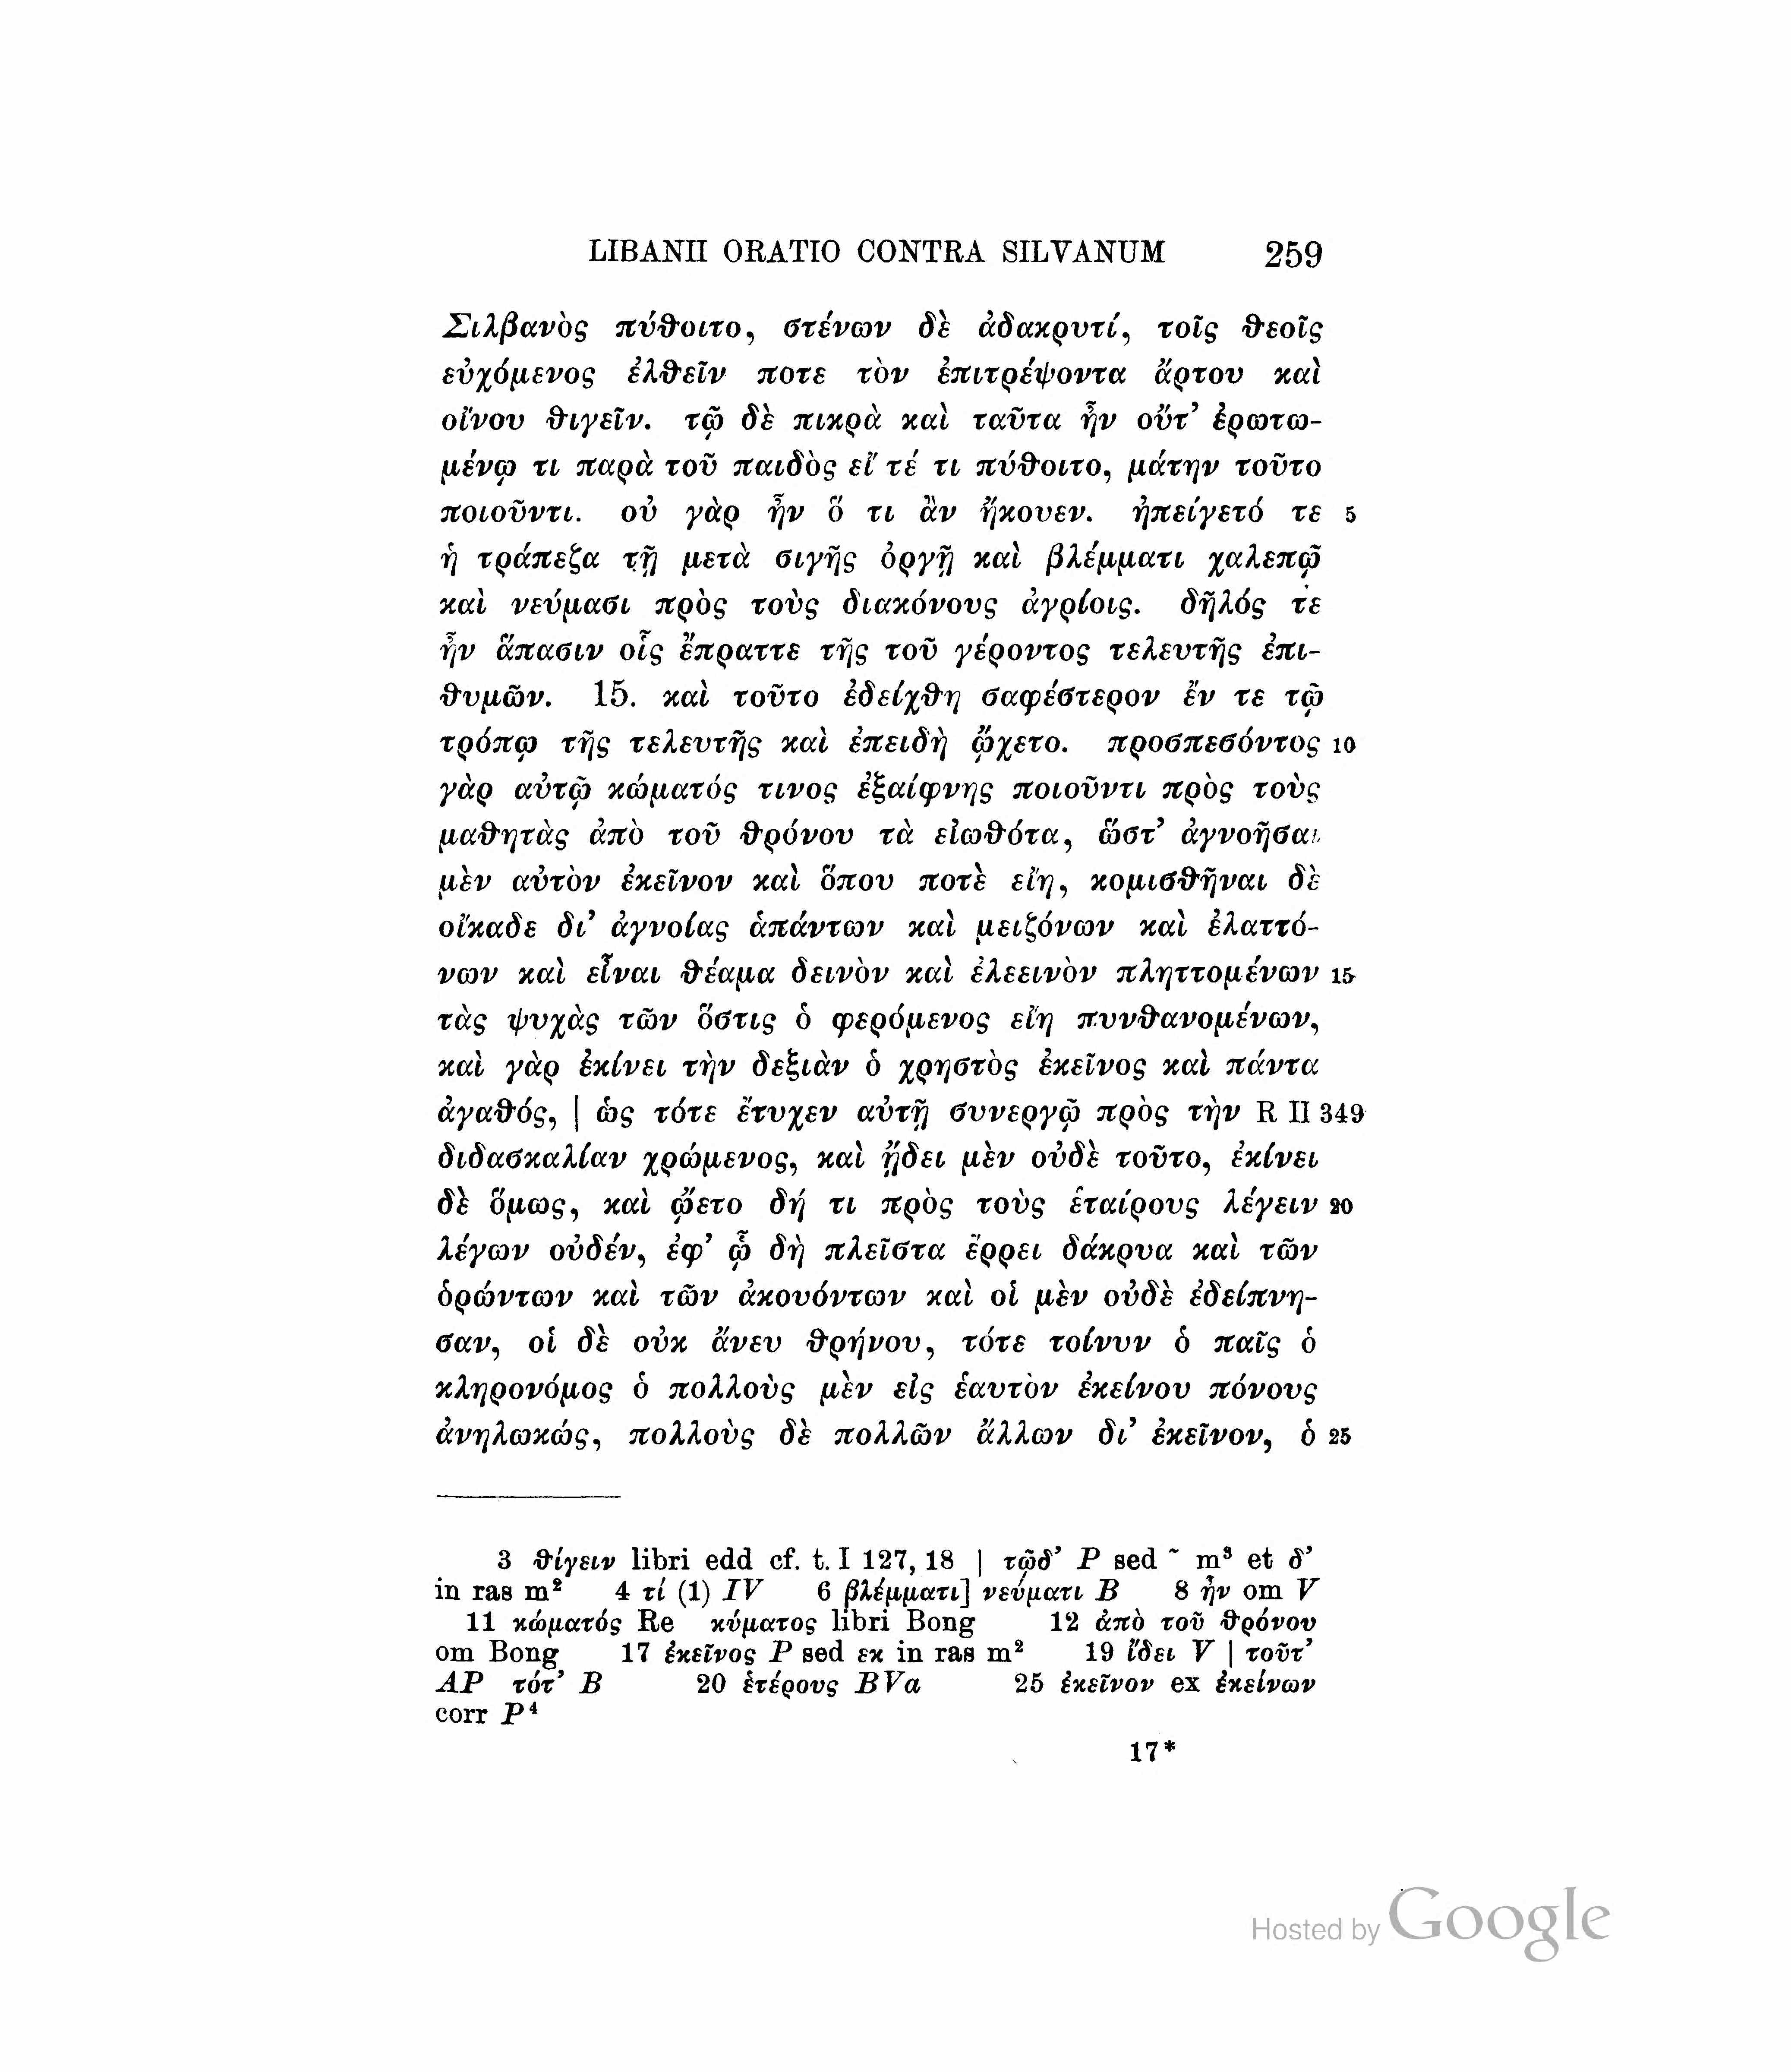 LIBANII ORATIO CONTRA SILVANUM 259
Σιλβανὸς πύθοιτο, στένων δὲ ἀδακρυτί, τοῖς θεοῖς
εὐχόμενος ἐλθεῖν ποτε τὸν ἐπιτρέψοντα ἄρτου καὶ
οἴνου θιγεῖν. τῷ δὲ πικρὰ καὶ ταῦτα ἦν οὔτ’ ἐρωτω-
μένῳ τι παρὰ τοῦ παιδὸς εἴ τέ τι πύθοιτο, μάτην τοῦτο
ποιοῦντι. οὐ γὰρ ἦν ὅ τι ἂν ἤκουεν. ἠπείγετό τε 5
ἡ τράπεζα τῇ μετὰ σιγῆς ὀργῇ καὶ βλέμματι χαλεπῷ
καὶ νεύμασι πρὸς τοὺς διακόνους ἀγρίοις. δῆλός τε
ἦν ἅπασιν οἷς ἔπραττε τῆς τοῦ γέροντος τελευτῆς ἐπι-
θυμῶν. 15. καὶ τοῦτο ἐδείχθη σαφέστερον ἔν τε τῷ
τρόπῳ τῆς τελευτῆς καὶ ἐπειδὴ ᾤχετο. προσπεσόντος 10
γὰρ αὐτῷ κώματός τινος ἐξαίφνης ποιοῦντι πρὸς τοὺς
μαθητὰς ἀπὸ τοῦ θρόνου τὰ εἰωθότα, ὥστ’ ἀγνοῆσαι
μὲν αὐτὸν ἐκεῖνον καὶ ὅπου ποτὲ εἴη, κομισθῆναι δὲ
οἴκαδε δι’ ἀγνοίας ἁπάντων καὶ μειζόνων καὶ ἐλαττό-
νων καὶ εἶναι θέαμα δεινὸν καὶ ἐλεεινὸν πληττομένων 15
τὰς ψυχὰς τῶν ὅστις ὁ φερόμενος εἴη πυνθανομένων,
καὶ γὰρ ἐκίνει τὴν δεξιὰν ὁ χρηστὸς ἐκεῖνος καὶ πάντα
ἀγαθός, | ὡς τότε ἔτυχεν αὐτῇ συνεργῷ πρὸς τὴν R II 349
διδασκαλίαν χρώμενος, καὶ ᾔδει μὲν οὐδὲ τοῦτο, ἐκίνει
δὲ ὅμως, καὶ ᾤετο δή τι πρὸς τοὺς ἑταίρους λέγειν 20
λέγων οὐδέν, ἐφ’ ᾧ δὴ πλεῖστα ἔρρει δάκρυα καὶ τῶν
ὁρώντων καὶ τῶν ἀκουόντων καὶ οἱ μὲν οὐδὲ ἐδείπνη-
σαν, οἱ δὲ οὐκ ἄνευ θρήνου, τότε τοίνυν ὁ παῖς ὁ
κληρονόμος ὁ πολλοὺς μὲν εἰς ἑαυτὸν ἐκείνου πόνους
ἀνηλωκώς, πολλοὺς δὲ πολλῶν ἄλλων δι’ ἐκεῖνον, ὁ 25
3 θίγειν libri edd cf. t. I 127, 18 | τῷδ’ P sed ~ m³ et δ’
in ras m² 4 τί (1) IV 6 βλέμματι] νεύματι B 8 ἦν om V
11 κώματός Re κύματος libri Bong 12 ἀπὸ τοῦ θρόνου
om Bong 17 ἐκεῖνος P sed εκ in ras m² 19 ἴδει V | τοῦτ’
AP τότ’ B 20 ἑτέρους BVa 25 ἐκεῖνον ex ἐκείνων
corr P⁴
17*
Hosted by Google